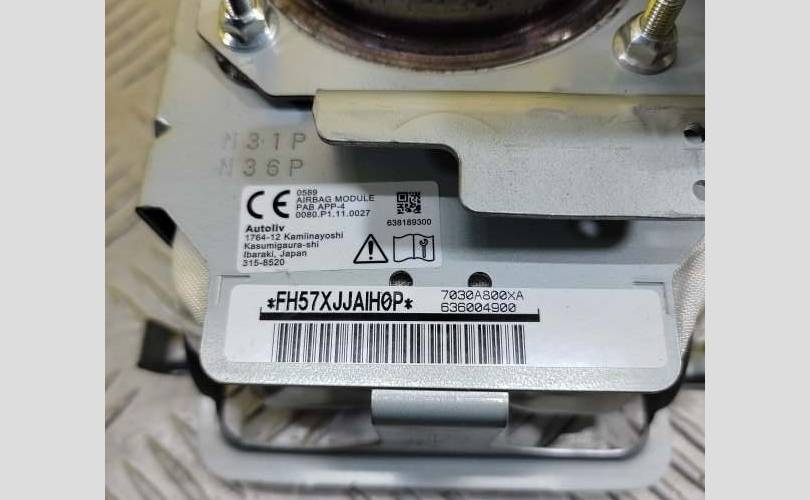 N31P
N36P
CE 0589
AIRBAG MODULE
PAB APP-4
0080.P1.11.0027
638189300
Autoliv
1764-12 Kamiinayoshi
Kasumigaura-shi
Ibaraki, Japan
315-8520
*FH57XJJAIH0P*
7030A800XA
636004900